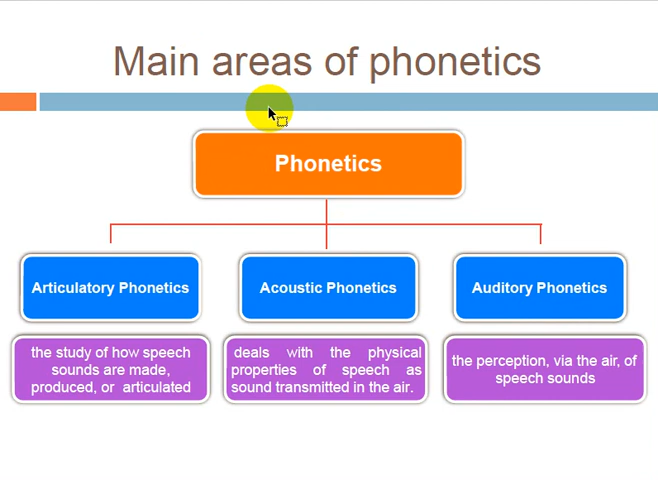 Main areas of phonetics
Phonetics
Articulatory Phonetics
the study of how speech
sounds are made,
produced, or articulated
Acoustic Phonetics
deals with the physical
properties of speech as
sound transmitted in the air.
Auditory Phonetics
the perception, via the air, of
speech sounds